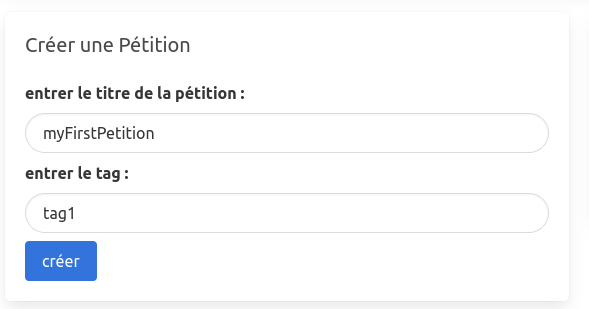 Créer une Pétition
entrer le titre de la pétition :
myFirstPetition
entrer le tag :
tag1
créer